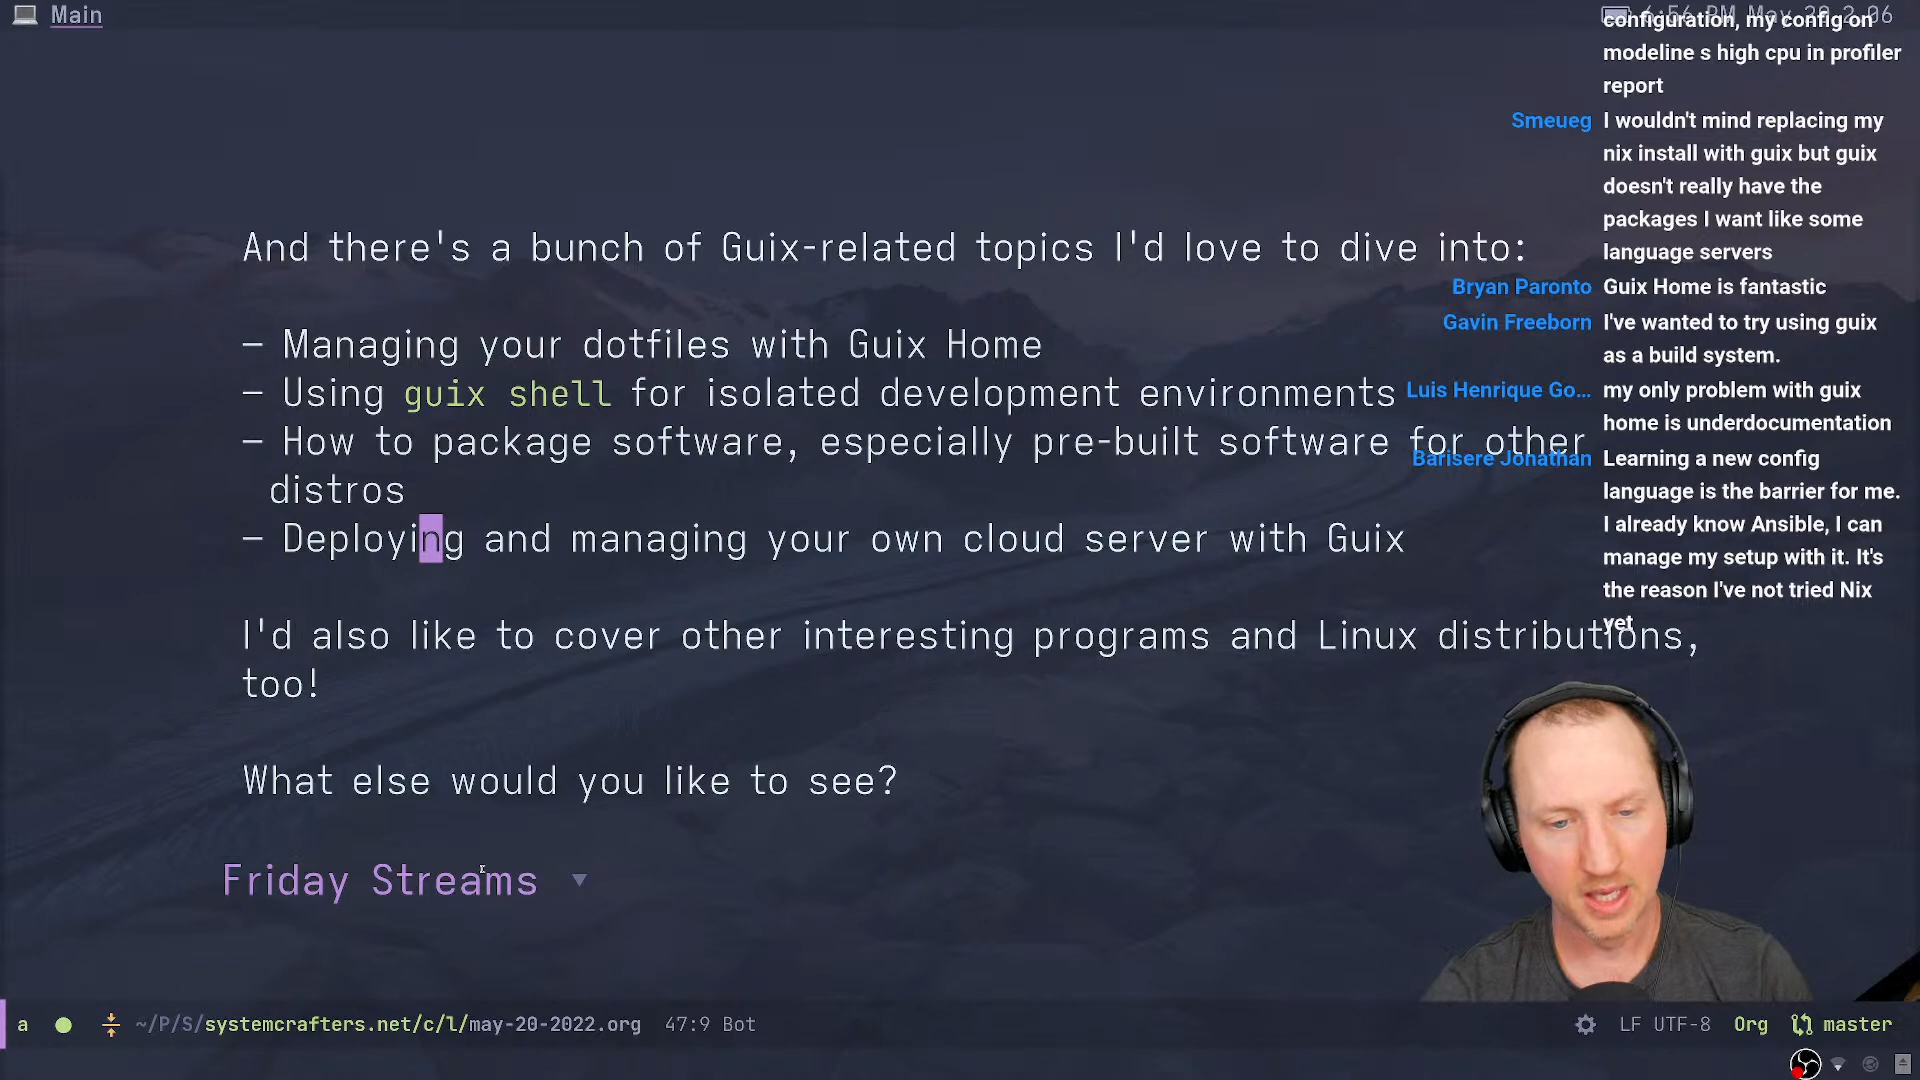 Main
6:56 PM May 20 2.06
And there's a bunch of Guix-related topics I'd love to dive into:
– Managing your dotfiles with Guix Home
– Using guix shell for isolated development environments
– How to package software, especially pre-built software for other
distros
– Deploying and managing your own cloud server with Guix
I'd also like to cover other interesting programs and Linux distributions,
too!
What else would you like to see?
Friday Streams ▼
configuration, my config on
modeline s high cpu in profiler
report
Smeueg I wouldn't mind replacing my
nix install with guix but guix
doesn't really have the
packages I want like some
language servers
Bryan Paronto Guix Home is fantastic
Gavin Freeborn I've wanted to try using guix
as a build system.
Luis Henrique Go... my only problem with guix
home is underdocumentation
Barisere Jonathan Learning a new config
language is the barrier for me.
I already know Ansible, I can
manage my setup with it. It's
the reason I've not tried Nix
yet
a ~/P/S/systemcrafters.net/c/l/may-20-2022.org 47:9 Bot LF UTF-8 Org master